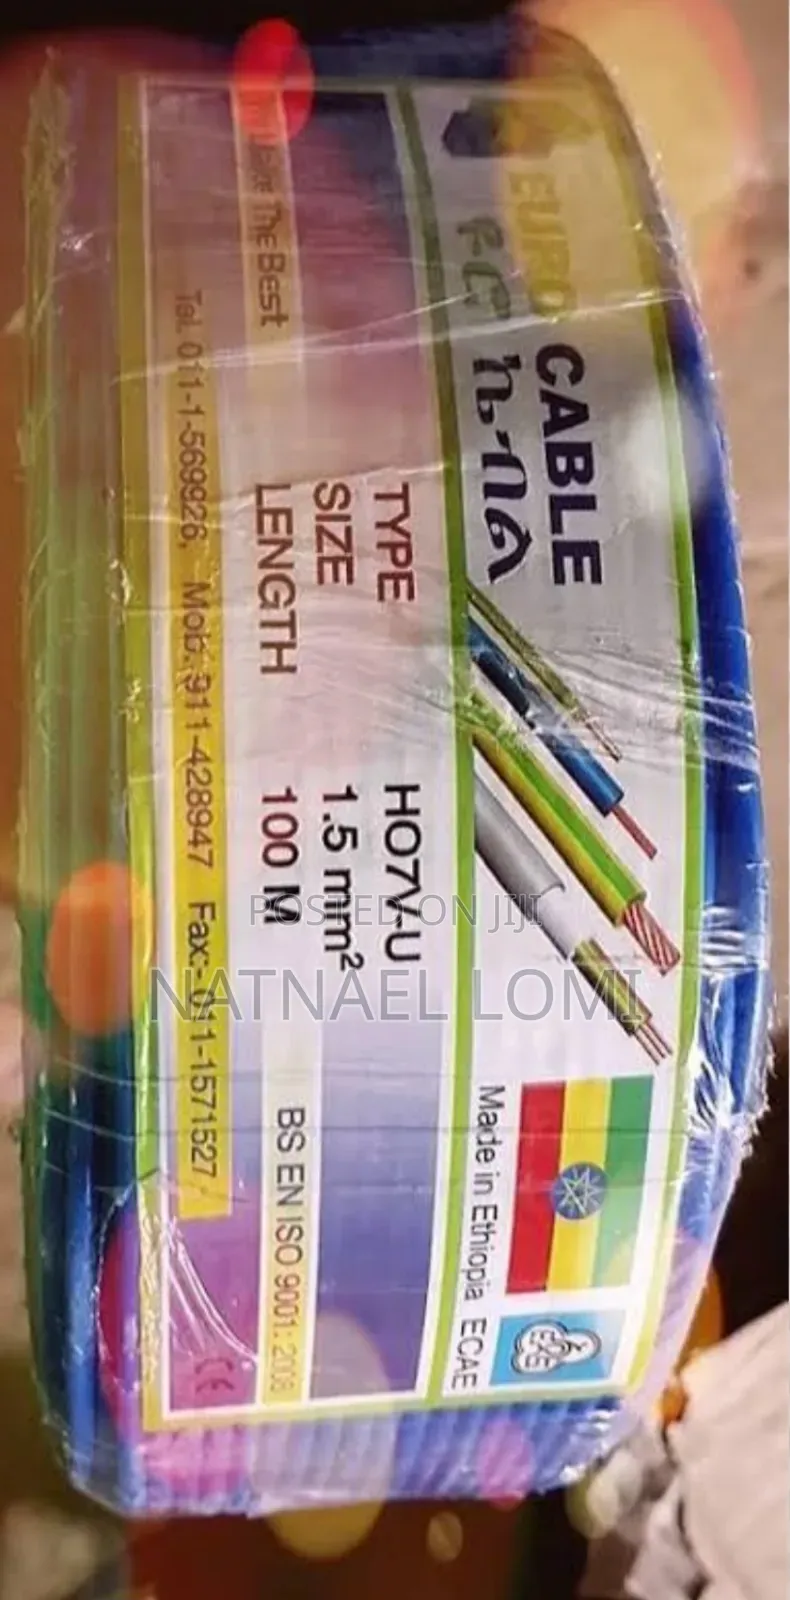 EURO CABLE
ዩሮ ኬብል
TYPE HO7V-U
SIZE 1.5 mm²
LENGTH 100 M
The Best
BS EN ISO 9001: 2008
Tel. 011-1-569926, Mob:.911-428947 Fax:- 011-1571527
Made in Ethiopia ECAE
CE
POSTED ON JIJI
NATNAEL LOMI